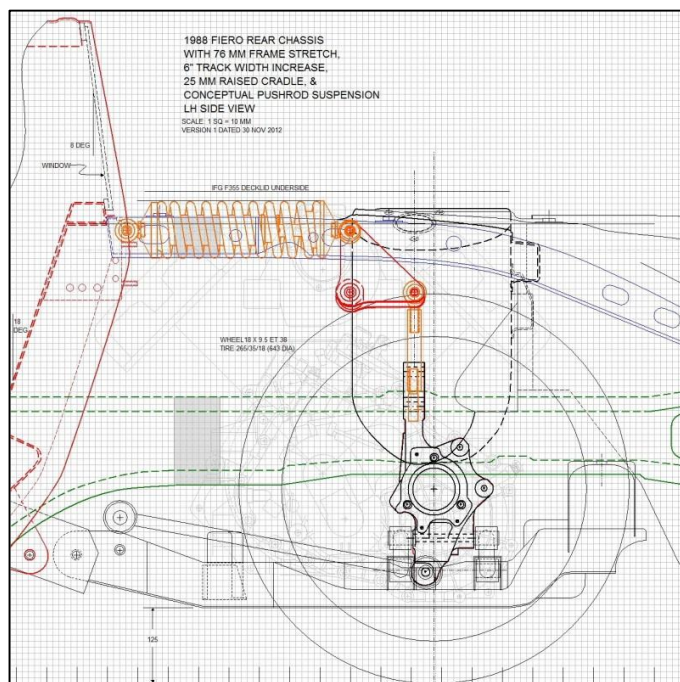 1988 FIERO REAR CHASSIS
WITH 76 MM FRAME STRETCH,
6" TRACK WIDTH INCREASE,
25 MM RAISED CRADLE, &
CONCEPTUAL PUSHROD SUSPENSION
LH SIDE VIEW
SCALE: 1 SQ = 10 MM
VERSION 1 DATED 30 NOV 2012
8 DEG
WINDOW
IFG F355 DECKLID UNDERSIDE
18
DEG
WHEEL 18 X 9.5 ET 38
TIRE 265/35/18 (643 DIA)
125